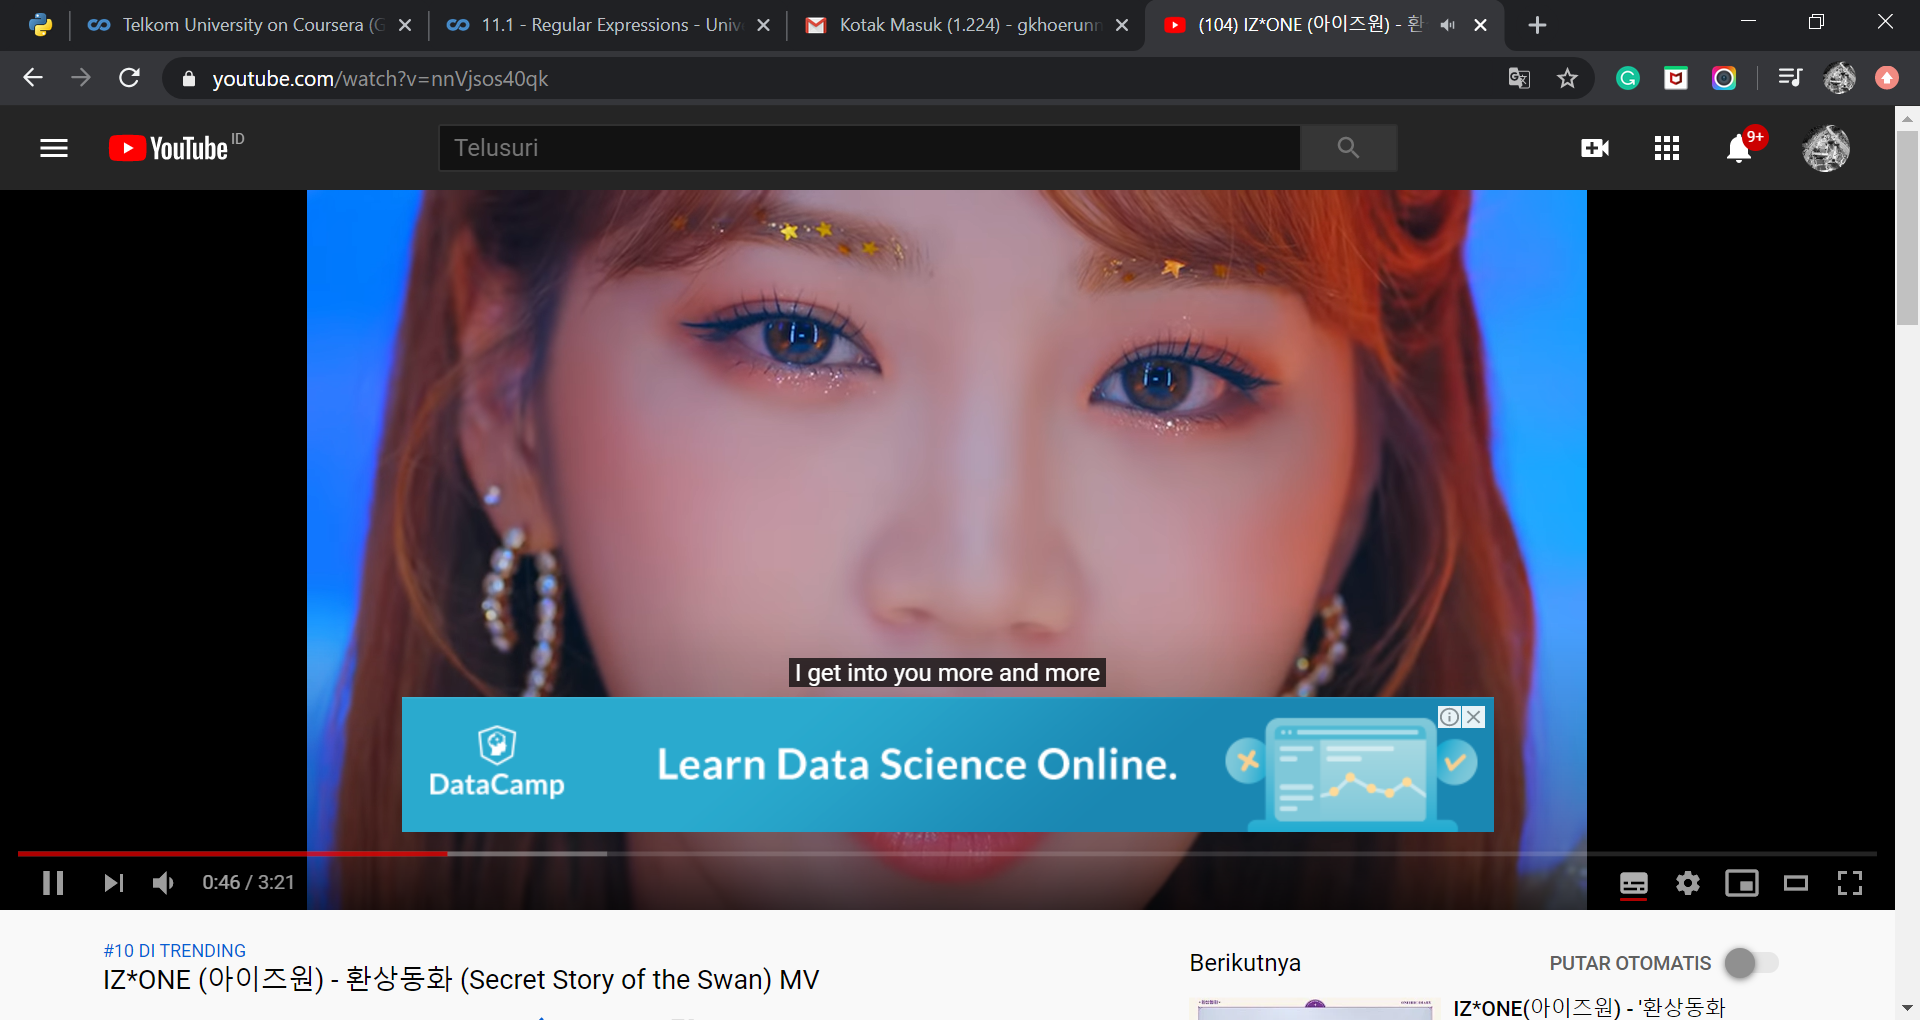 Telkom University on Coursera (G
11.1 - Regular Expressions - Univ
Kotak Masuk (1.224) - gkhoerunn
(104) IZ*ONE (아이즈원) - 환
youtube.com/watch?v=nnVjsos40qk
YouTube ID
Telusuri
9+
I get into you more and more
DataCamp
Learn Data Science Online.
0:46 / 3:21
#10 DI TRENDING
IZ*ONE (아이즈원) - 환상동화 (Secret Story of the Swan) MV
Berikutnya
PUTAR OTOMATIS
IZ*ONE(아이즈원) - '환상동화